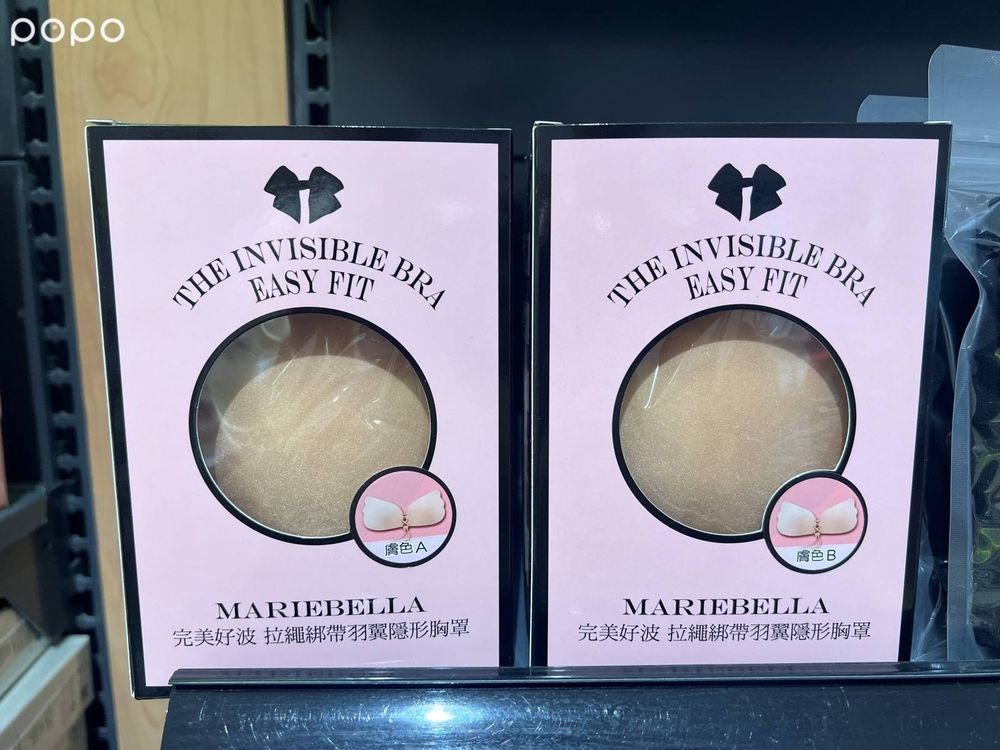 popo
THE INVISIBLE BRA
EASY FIT
膚色A
MARIEBELLA
完美好波 拉繩綁帶羽翼隱形胸罩
THE INVISIBLE BRA
EASY FIT
膚色B
MARIEBELLA
完美好波 拉繩綁帶羽翼隱形胸罩